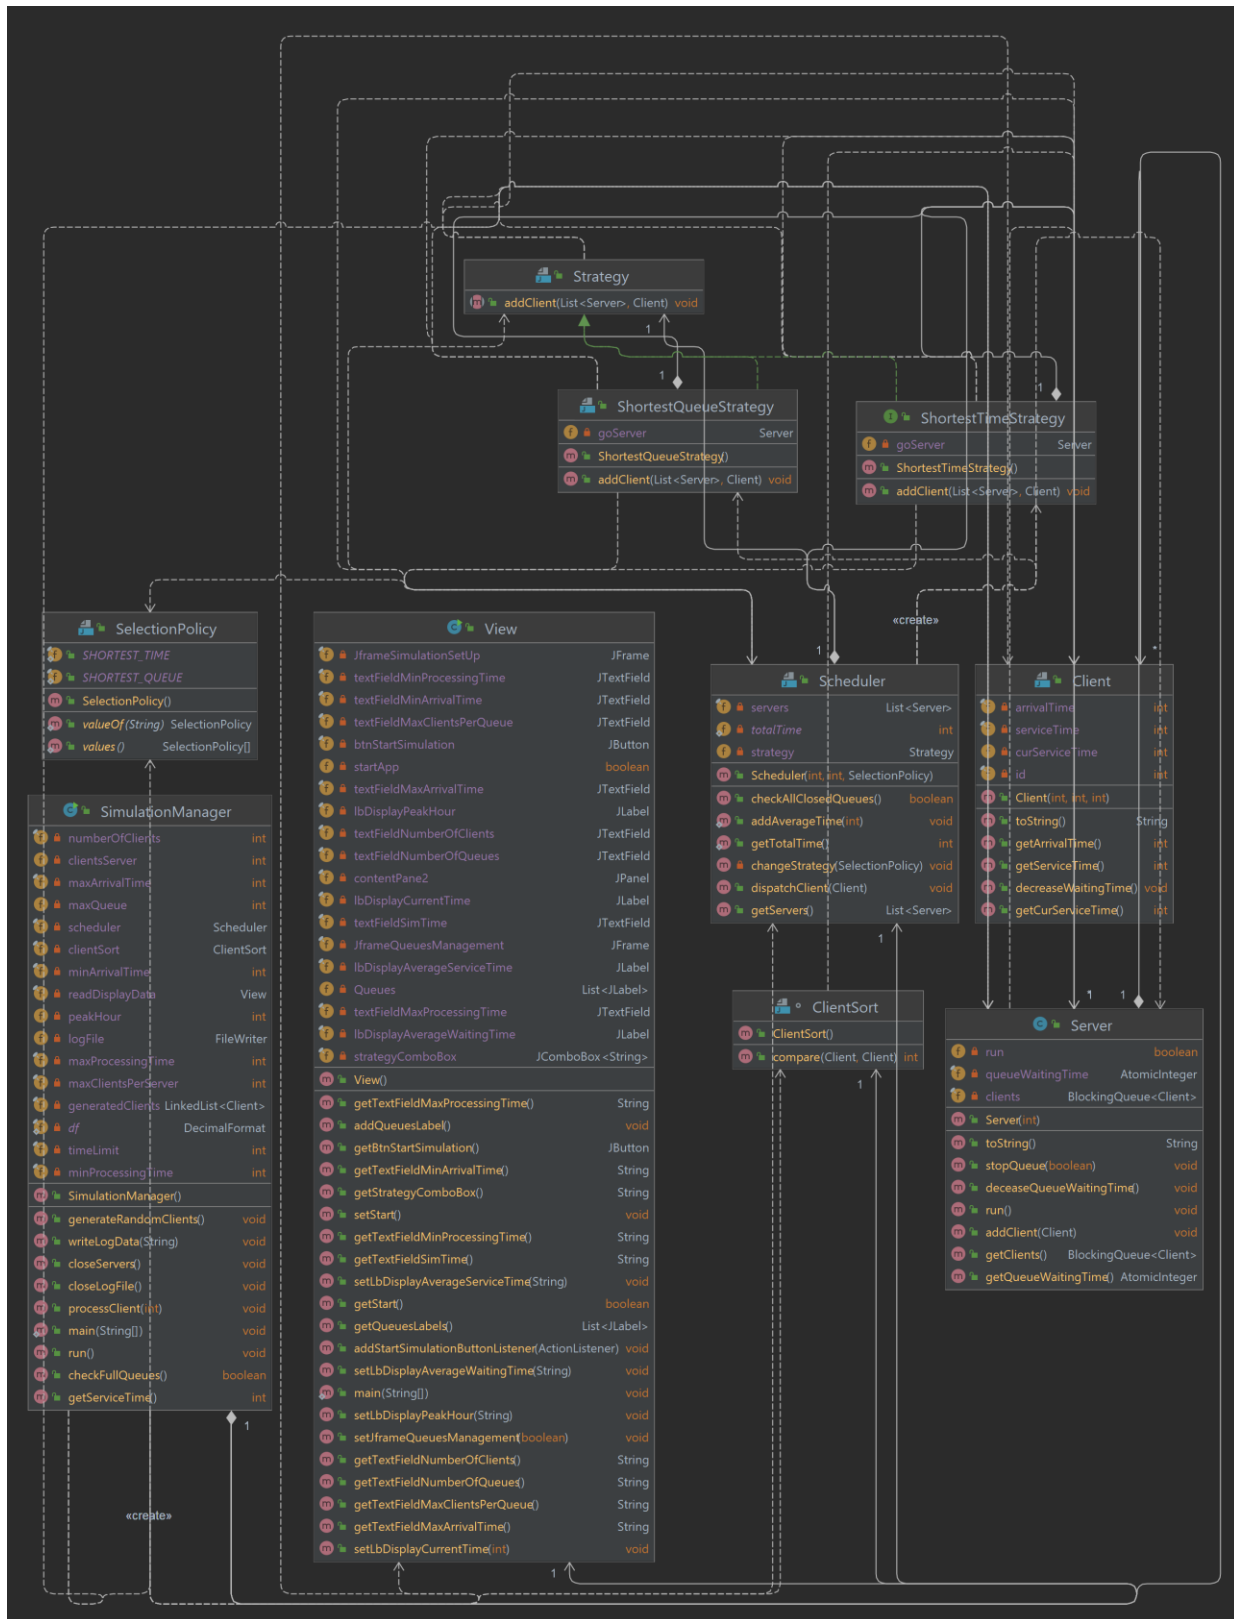 Strategy
addClient(List<Server>, Client) void
1
1
1
ShortestQueueStrategy
goServer Server
ShortestQueueStrategy()
addClient(List<Server>, Client) void
ShortestTimeStrategy
goServer Server
ShortestTimeStrategy()
addClient(List<Server>, Client) void
«create»
SelectionPolicy
SHORTEST_TIME
SHORTEST_QUEUE
SelectionPolicy()
valueOf(String) SelectionPolicy
values() SelectionPolicy[]
View
JframeSimulationSetUp JFrame
textFieldMinProcessingTime JTextField
textFieldMinArrivalTime JTextField
textFieldMaxClientsPerQueue JTextField
btnStartSimulation JButton
startApp boolean
textFieldMaxArrivalTime JTextField
lbDisplayPeakHour JLabel
textFieldNumberOfClients JTextField
textFieldNumberOfQueues JTextField
contentPane2 JPanel
lbDisplayCurrentTime JLabel
textFieldSimTime JTextField
JframeQueuesManagement JFrame
lbDisplayAverageServiceTime JLabel
Queues List<JLabel>
textFieldMaxProcessingTime JTextField
lbDisplayAverageWaitingTime JLabel
strategyComboBox JComboBox<String>
View()
getTextFieldMaxProcessingTime() String
addQueuesLabel() void
getBtnStartSimulation() JButton
getTextFieldMinArrivalTime() String
getStrategyComboBox() String
setStart() void
getTextFieldMinProcessingTime() String
getTextFieldSimTime() String
setLbDisplayAverageServiceTime(String) void
getStart() boolean
getQueuesLabels() List<JLabel>
addStartSimulationButtonListener(ActionListener) void
setLbDisplayAverageWaitingTime(String) void
main(String[]) void
setLbDisplayPeakHour(String) void
setJframeQueuesManagement(boolean) void
getTextFieldNumberOfClients() String
getTextFieldNumberOfQueues() String
getTextFieldMaxClientsPerQueue() String
getTextFieldMaxArrivalTime() String
setLbDisplayCurrentTime(int) void
1
Scheduler
servers List<Server>
totalTime int
strategy Strategy
Scheduler(int, int, SelectionPolicy)
checkAllClosedQueues() boolean
addAverageTime(int) void
getTotalTime() int
changeStrategy(SelectionPolicy) void
dispatchClient(Client) void
getServers() List<Server>
1
1
*
Client
arrivalTime int
serviceTime int
curServiceTime int
id int
Client(int, int, int)
toString() String
getArrivalTime() int
getServiceTime() int
decreaseWaitingTime() void
getCurServiceTime() int
SimulationManager
numberOfClients int
clientsServer int
maxArrivalTime int
maxQueue int
scheduler Scheduler
clientSort ClientSort
minArrivalTime int
readDisplayData View
peakHour int
logFile FileWriter
maxProcessingTime int
maxClientsPerServer int
generatedClients LinkedList<Client>
df DecimalFormat
timeLimit int
minProcessingTime int
SimulationManager()
generateRandomClients() void
writeLogData(String) void
closeServers() void
closeLogFile() void
processClient(int) void
main(String[]) void
run() void
checkFullQueues() boolean
getServiceTime() int
1
«create»
ClientSort
ClientSort()
compare(Client, Client) int
1
*
1
1
Server
run boolean
queueWaitingTime AtomicInteger
clients BlockingQueue<Client>
Server(int)
toString() String
stopQueue(boolean) void
deceaseQueueWaitingTime() void
run() void
addClient(Client) void
getClients() BlockingQueue<Client>
getQueueWaitingTime() AtomicInteger